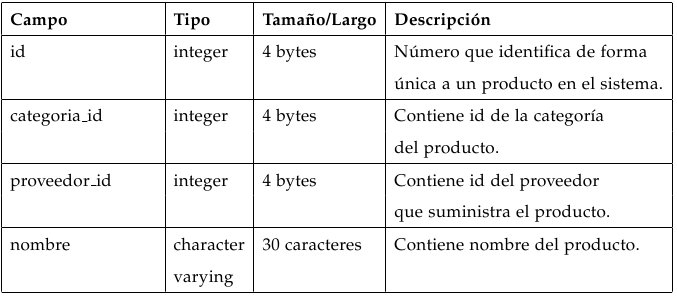 Campo Tipo Tamaño/Largo Descripción
id integer 4 bytes Número que identifica de forma
única a un producto en el sistema.
categoria_id integer 4 bytes Contiene id de la categoría
del producto.
proveedor_id integer 4 bytes Contiene id del proveedor
que suministra el producto.
nombre character 30 caracteres Contiene nombre del producto.
varying